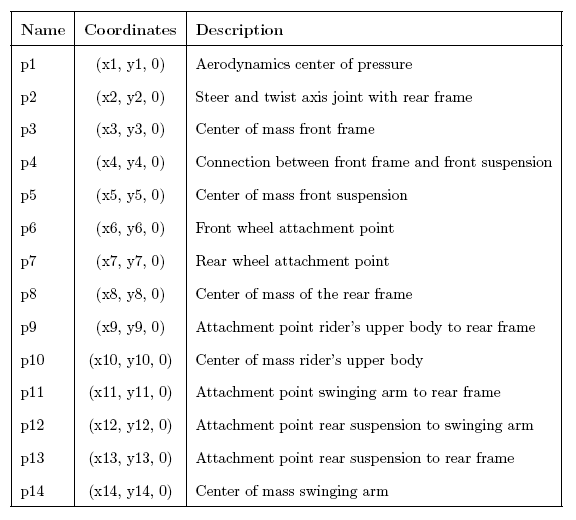 Name Coordinates Description
p1 (x1, y1, 0) Aerodynamics center of pressure
p2 (x2, y2, 0) Steer and twist axis joint with rear frame
p3 (x3, y3, 0) Center of mass front frame
p4 (x4, y4, 0) Connection between front frame and front suspension
p5 (x5, y5, 0) Center of mass front suspension
p6 (x6, y6, 0) Front wheel attachment point
p7 (x7, y7, 0) Rear wheel attachment point
p8 (x8, y8, 0) Center of mass of the rear frame
p9 (x9, y9, 0) Attachment point rider's upper body to rear frame
p10 (x10, y10, 0) Center of mass rider's upper body
p11 (x11, y11, 0) Attachment point swinging arm to rear frame
p12 (x12, y12, 0) Attachment point rear suspension to swinging arm
p13 (x13, y13, 0) Attachment point rear suspension to rear frame
p14 (x14, y14, 0) Center of mass swinging arm